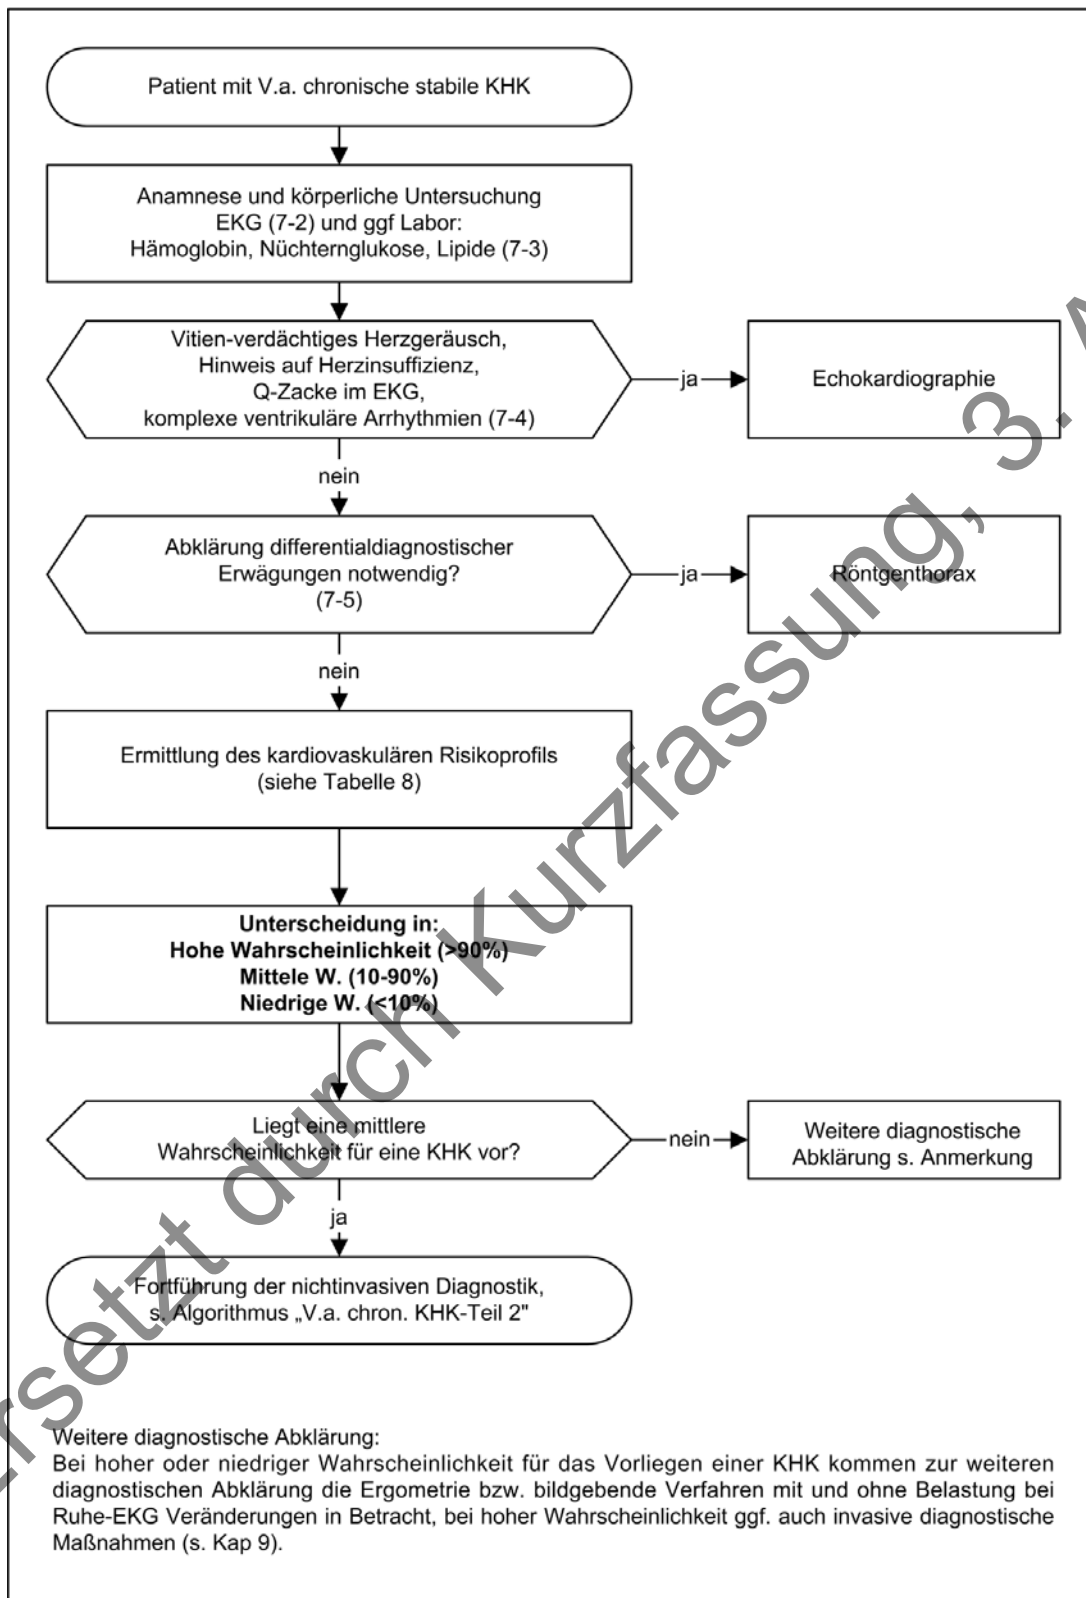 Patient mit V.a. chronische stabile KHK
Anamnese und körperliche Untersuchung
EKG (7-2) und ggf Labor:
Hämoglobin, Nüchternglukose, Lipide (7-3)
Vitien-verdächtiges Herzgeräusch,
Hinweis auf Herzinsuffizienz,
Q-Zacke im EKG,
komplexe ventrikuläre Arrhythmien (7-4)
ja
Echokardiographie
nein
Abklärung differentialdiagnostischer
Erwägungen notwendig?
(7-5)
ja
Röntgenthorax
nein
Ermittlung des kardiovaskulären Risikoprofils
(siehe Tabelle 8)
Unterscheidung in:
Hohe Wahrscheinlichkeit (>90%)
Mittele W. (10-90%)
Niedrige W. (<10%)
Liegt eine mittlere
Wahrscheinlichkeit für eine KHK vor?
nein
Weitere diagnostische
Abklärung s. Anmerkung
ja
Fortführung der nichtinvasiven Diagnostik,
s. Algorithmus „V.a. chron. KHK-Teil 2"
Weitere diagnostische Abklärung:
Bei hoher oder niedriger Wahrscheinlichkeit für das Vorliegen einer KHK kommen zur weiteren
diagnostischen Abklärung die Ergometrie bzw. bildgebende Verfahren mit und ohne Belastung bei
Ruhe-EKG Veränderungen in Betracht, bei hoher Wahrscheinlichkeit ggf. auch invasive diagnostische
Maßnahmen (s. Kap 9).
ersetzt durch Kurzfassung, 3.